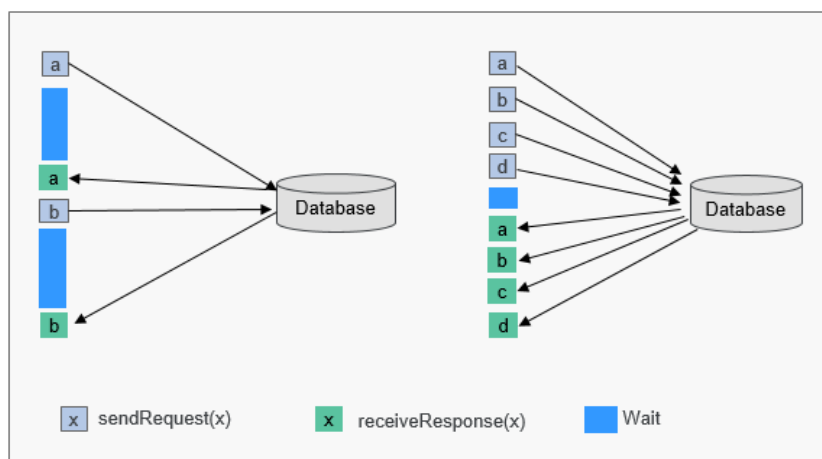 a
a
b
b
Database
a
b
c
d
a
b
c
d
Database
x sendRequest(x)
x receiveResponse(x)
Wait